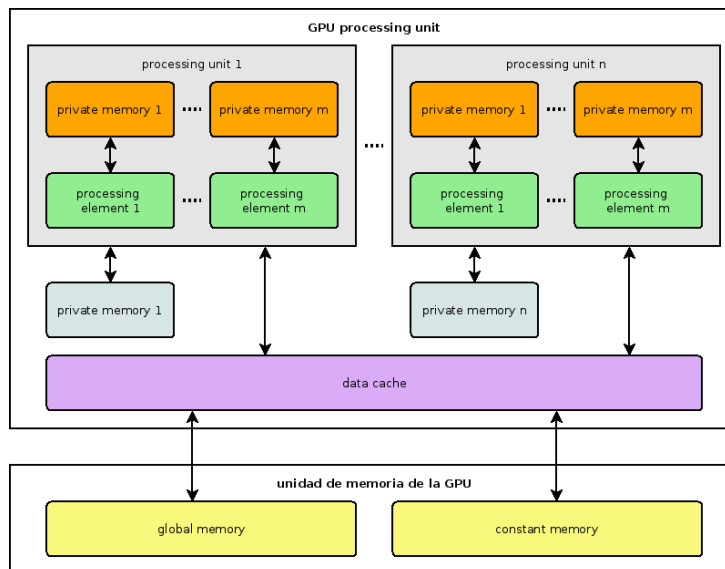 GPU processing unit
processing unit 1
private memory 1
private memory m
processing
element 1
processing
element m
processing unit n
private memory 1
private memory m
processing
element 1
processing
element m
private memory 1
private memory n
data cache
unidad de memoria de la GPU
global memory
constant memory